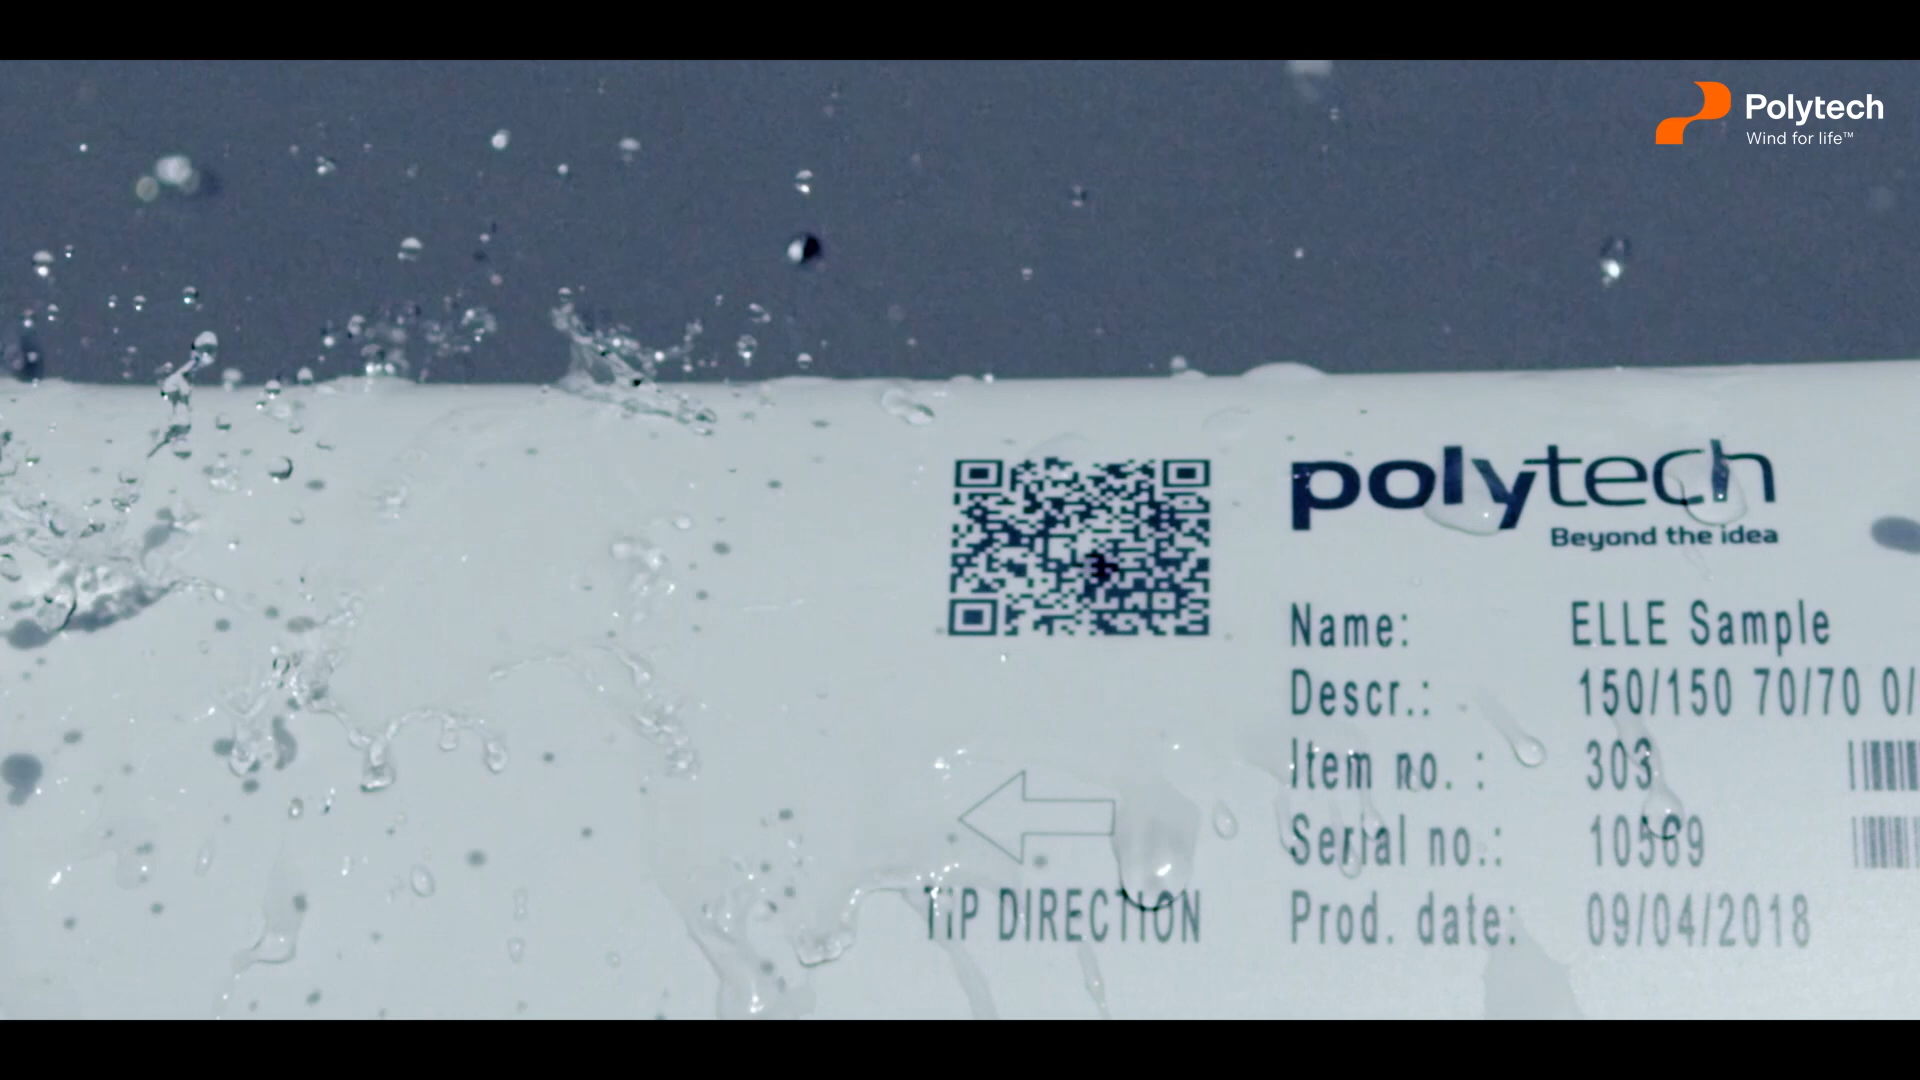 Polytech
Wind for life™
polytech
Beyond the idea
Name: ELLE Sample
Descr.: 150/150 70/70 0/
Item no. : 303
Serial no.: 10569
Prod. date: 09/04/2018
TiP DIRECTION